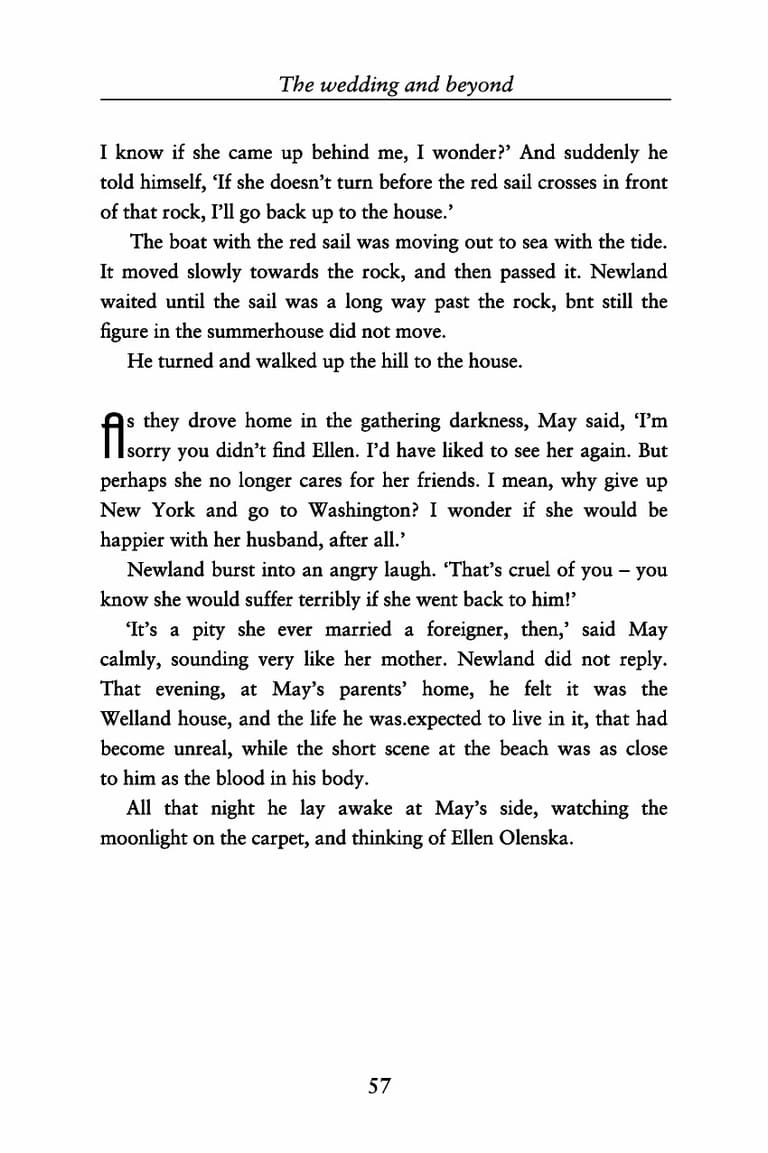 The wedding and beyond
I know if she came up behind me, I wonder?’ And suddenly he
told himself, ‘If she doesn’t turn before the red sail crosses in front
of that rock, I’ll go back up to the house.’
The boat with the red sail was moving out to sea with the tide.
It moved slowly towards the rock, and then passed it. Newland
waited until the sail was a long way past the rock, bnt still the
figure in the summerhouse did not move.
He turned and walked up the hill to the house.
As they drove home in the gathering darkness, May said, ‘I’m
sorry you didn’t find Ellen. I’d have liked to see her again. But
perhaps she no longer cares for her friends. I mean, why give up
New York and go to Washington? I wonder if she would be
happier with her husband, after all.’
Newland burst into an angry laugh. ‘That’s cruel of you – you
know she would suffer terribly if she went back to him!’
‘It’s a pity she ever married a foreigner, then,’ said May
calmly, sounding very like her mother. Newland did not reply.
That evening, at May’s parents’ home, he felt it was the
Welland house, and the life he was.expected to live in it, that had
become unreal, while the short scene at the beach was as close
to him as the blood in his body.
All that night he lay awake at May’s side, watching the
moonlight on the carpet, and thinking of Ellen Olenska.
57